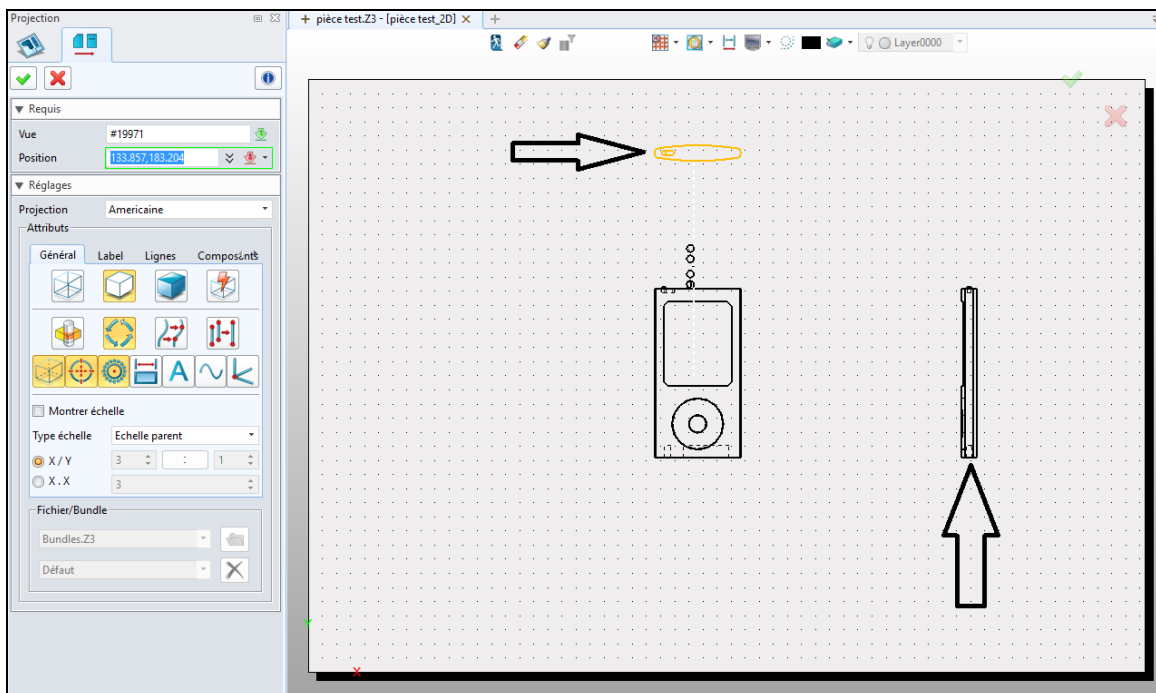 Projection
+ pièce test.Z3 - [pièce test_2D] × +
Layer0000
Requis
Vue #19971
Position 133.857,183.204
Réglages
Projection Americaine
Attributs
Général Label Lignes Composants
A
Montrer échelle
Type échelle Echelle parent
X / Y 3 : 1
X . X 3
Fichier/Bundle
Bundles.Z3
Défaut
Y
X